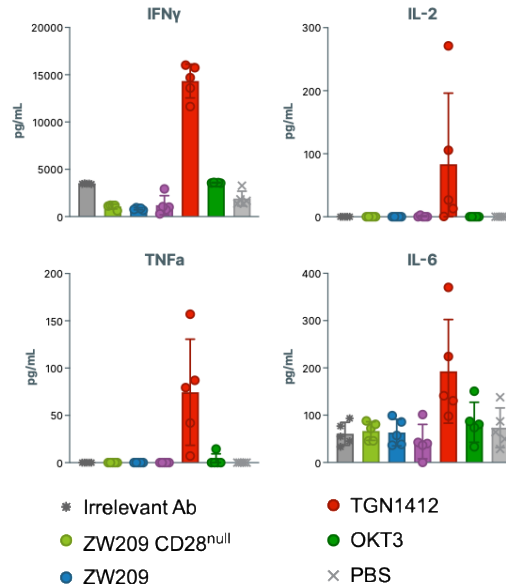 IFNγ
IL-2
20000
15000
10000
5000
0
pg/mL
300
200
100
0
pg/mL
TNFa
IL-6
200
150
100
50
0
pg/mL
400
300
200
100
0
pg/mL
Irrelevant Ab
TGN1412
ZW209 CD28null
OKT3
ZW209
PBS